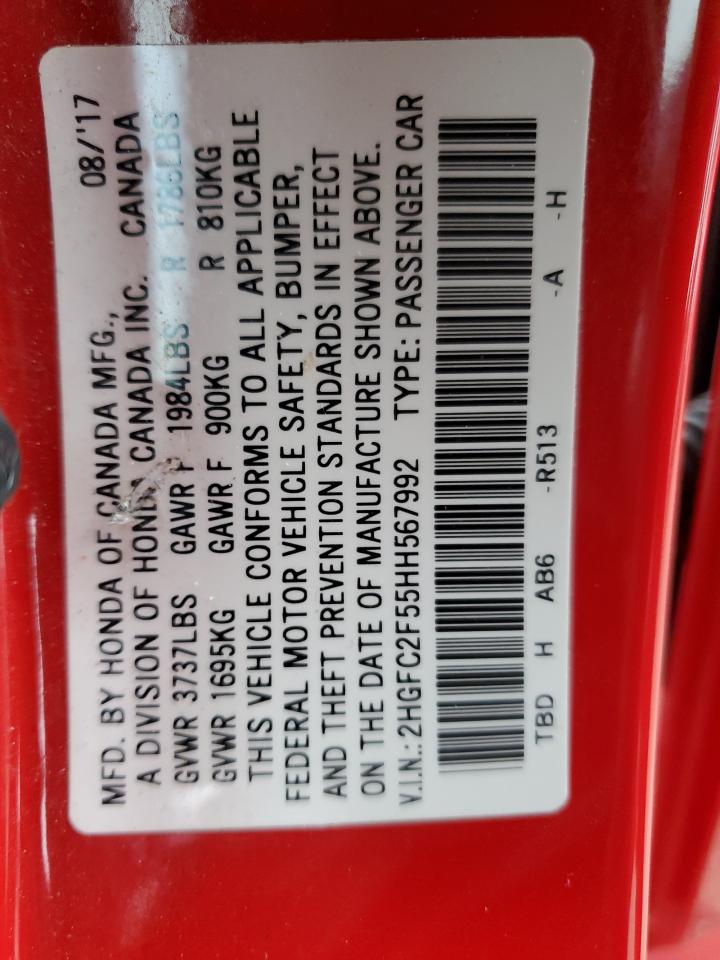 MFD. BY HONDA OF CANADA MFG., 08/'17
A DIVISION OF HONDA CANADA INC. CANADA
GVWR 3737LBS GAWR F 1984LBS R 1786LBS
GVWR 1695KG GAWR F 900KG R 810KG
THIS VEHICLE CONFORMS TO ALL APPLICABLE
FEDERAL MOTOR VEHICLE SAFETY, BUMPER,
AND THEFT PREVENTION STANDARDS IN EFFECT
ON THE DATE OF MANUFACTURE SHOWN ABOVE.
V.I.N.: 2HGFC2F55HH567992 TYPE: PASSENGER CAR
TBD H AB6 -R513 -A -H